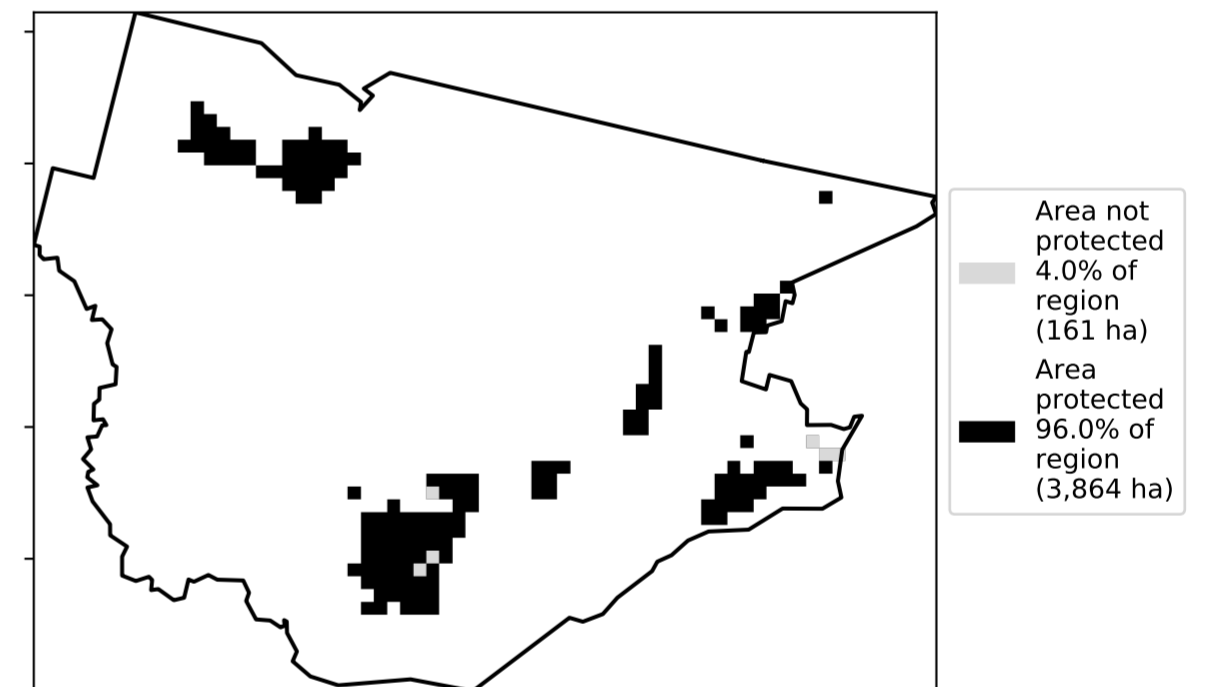 Area not
protected
4.0% of
region
(161 ha)
Area
protected
96.0% of
region
(3,864 ha)